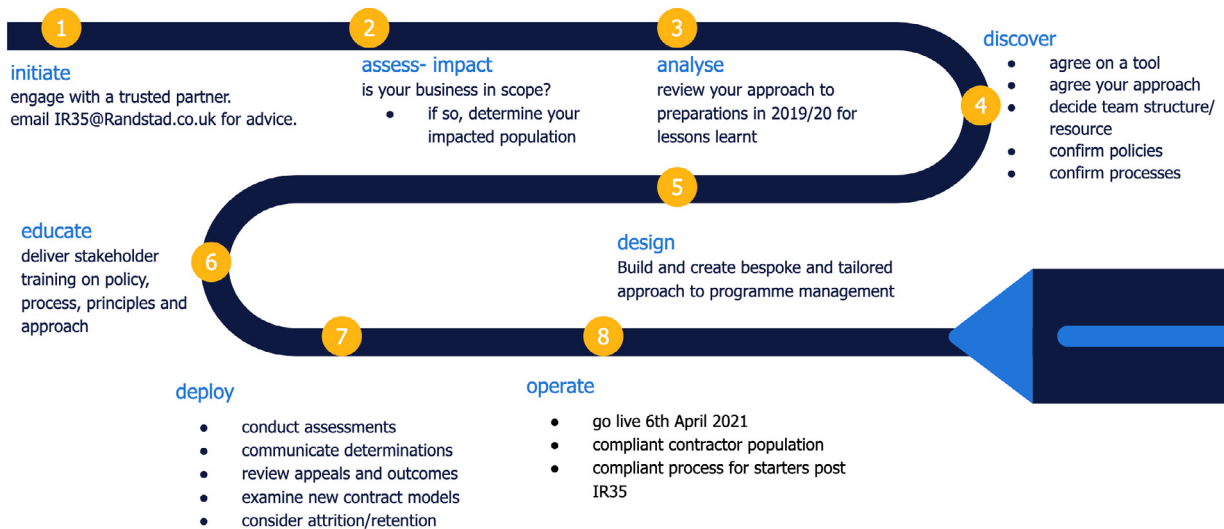 1
initiate
engage with a trusted partner.
email IR35@Randstad.co.uk for advice.
2
assess- impact
is your business in scope?
● if so, determine your
impacted population
3
analyse
review your approach to
preparations in 2019/20 for
lessons learnt
4
discover
● agree on a tool
● agree your approach
● decide team structure/
resource
● confirm policies
● confirm processes
5
design
Build and create bespoke and tailored
approach to programme management
6
educate
deliver stakeholder
training on policy,
process, principles and
approach
7
deploy
● conduct assessments
● communicate determinations
● review appeals and outcomes
● examine new contract models
● consider attrition/retention
8
operate
● go live 6th April 2021
● compliant contractor population
● compliant process for starters post
IR35